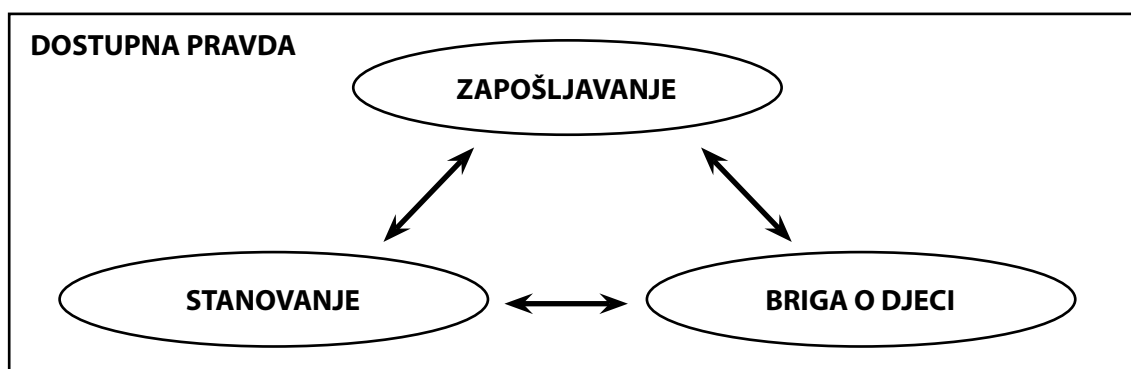 DOSTUPNA PRAVDA
ZAPOŠLJAVANJE
STANOVANJE
BRIGA O DJECI